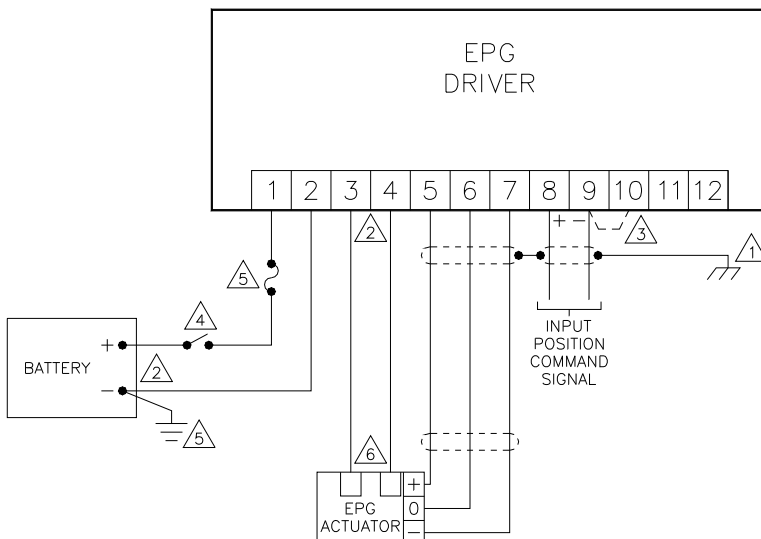 EPG
DRIVER
1 2 3 4 5 6 7 8 9 10 11 12
2
+ −
3
1
5
4
INPUT
POSITION
COMMAND
SIGNAL
BATTERY
+
−
2
5
6
EPG
ACTUATOR
+
0
−